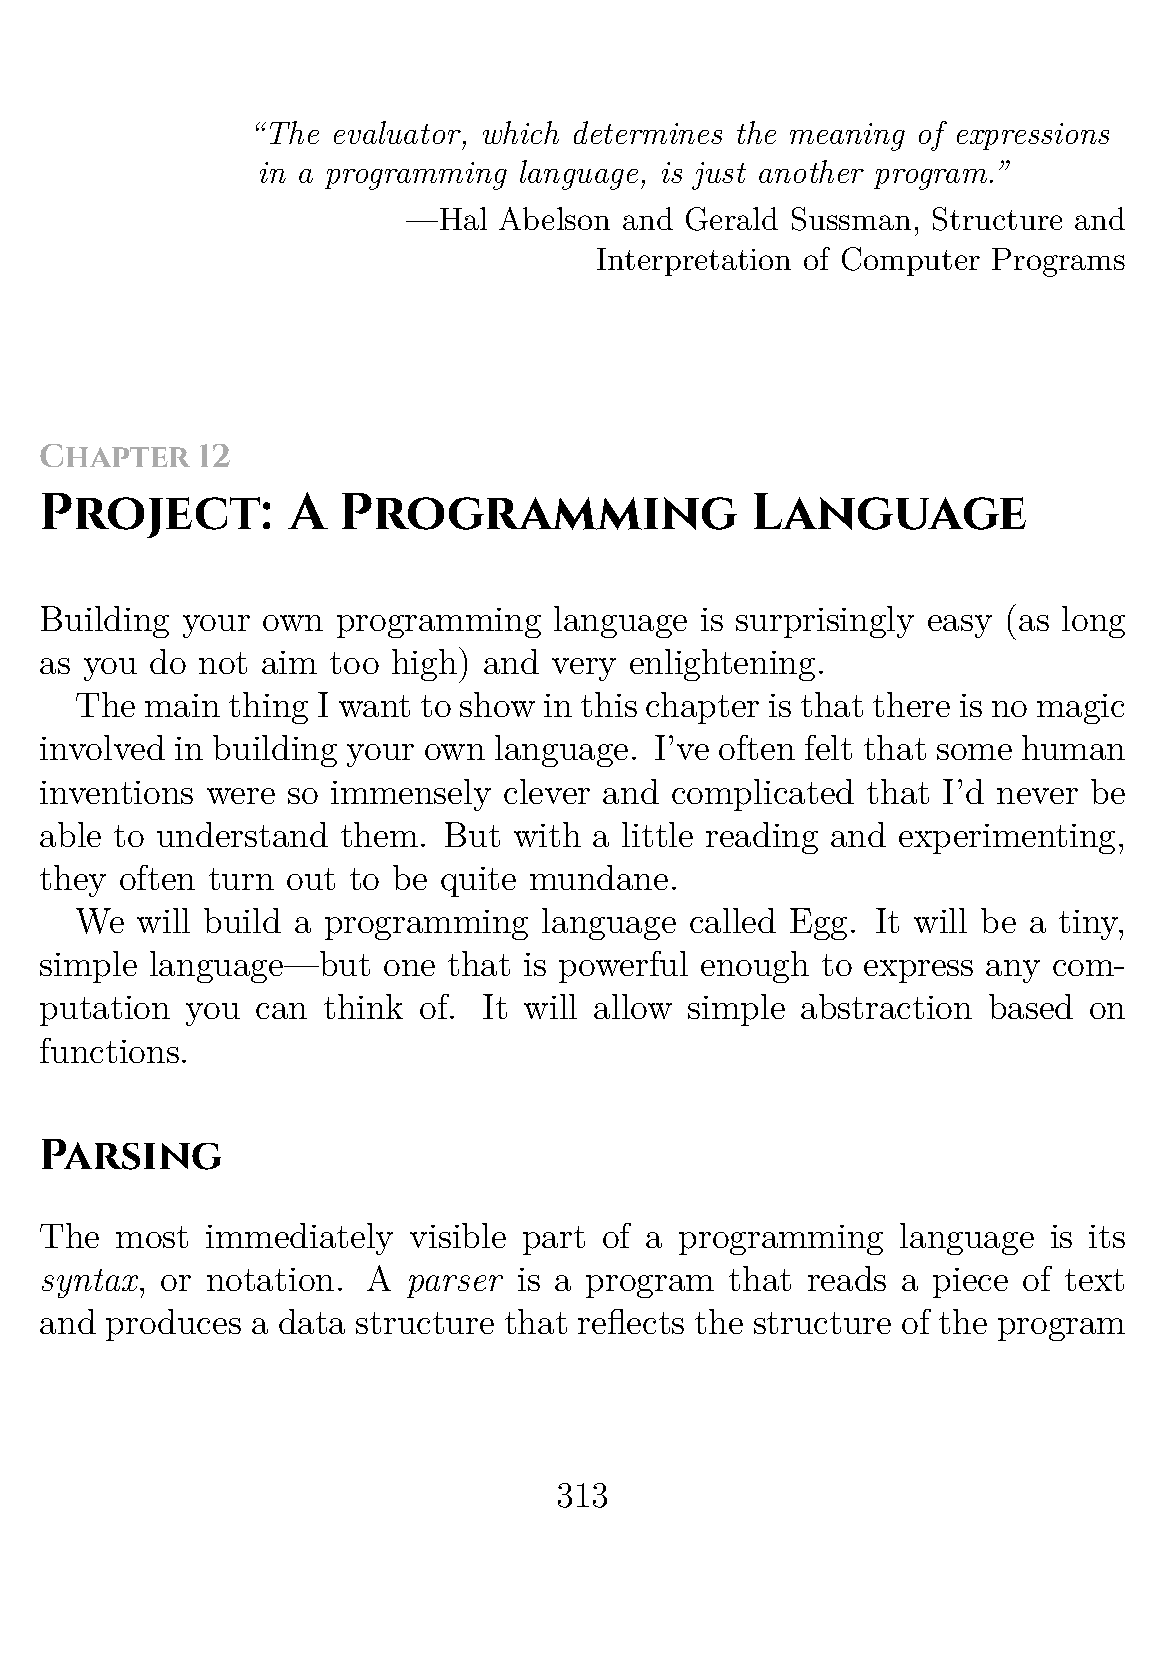 “The evaluator, which determines the meaning of expressions
in a programming language, is just another program.”
—Hal Abelson and Gerald Sussman, Structure and
Interpretation of Computer Programs
Chapter 12
Project: A Programming Language
Building your own programming language is surprisingly easy (as long
as you do not aim too high) and very enlightening.
The main thing I want to show in this chapter is that there is no magic
involved in building your own language. I’ve often felt that some human
inventions were so immensely clever and complicated that I’d never be
able to understand them. But with a little reading and experimenting,
they often turn out to be quite mundane.
We will build a programming language called Egg. It will be a tiny,
simple language—but one that is powerful enough to express any com-
putation you can think of. It will allow simple abstraction based on
functions.
Parsing
The most immediately visible part of a programming language is its
syntax, or notation. A parser is a program that reads a piece of text
and produces a data structure that reflects the structure of the program
313